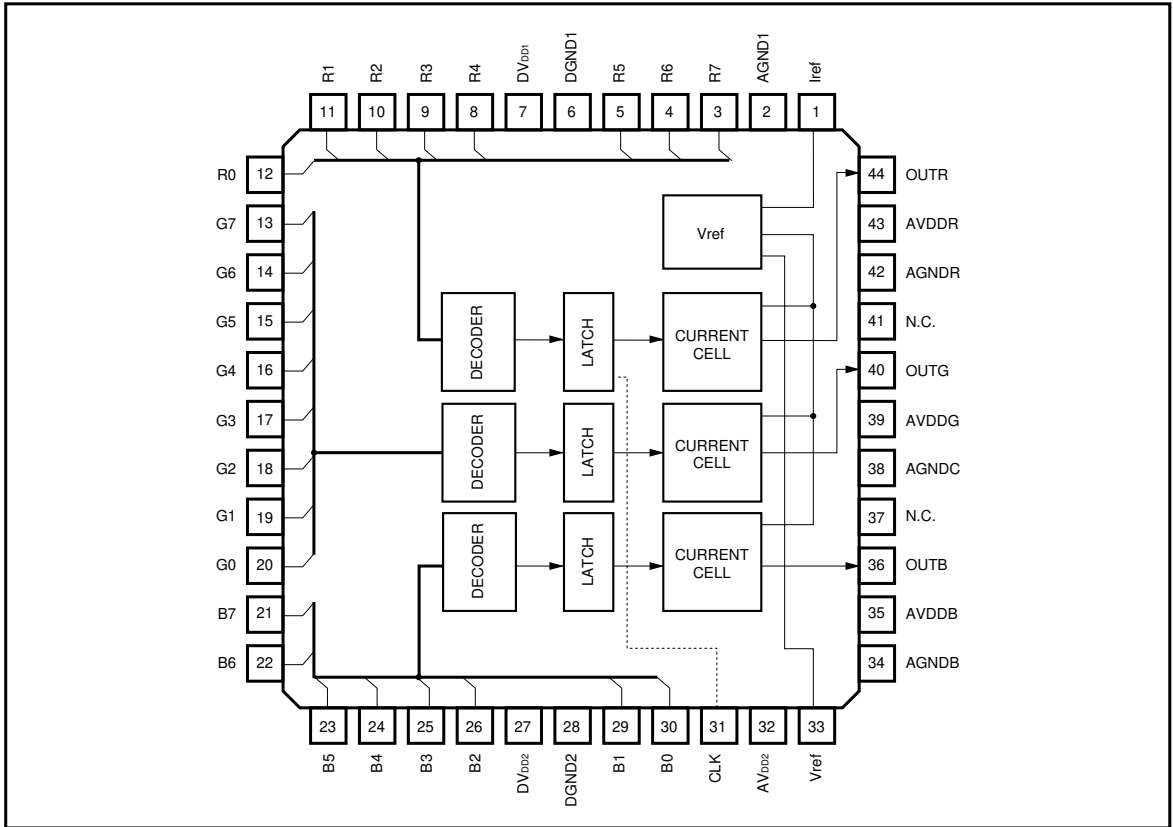 R1
R2
R3
R4
DVDD1
DGND1
R5
R6
R7
AGND1
Iref
11
10
9
8
7
6
5
4
3
2
1
R0 12
G7 13
G6 14
G5 15
G4 16
G3 17
G2 18
G1 19
G0 20
B7 21
B6 22
Vref
DECODER
LATCH
CURRENT
CELL
DECODER
LATCH
CURRENT
CELL
DECODER
LATCH
CURRENT
CELL
44 OUTR
43 AVDDR
42 AGNDR
41 N.C.
40 OUTG
39 AVDDG
38 AGNDC
37 N.C.
36 OUTB
35 AVDDB
34 AGNDB
23
24
25
26
27
28
29
30
31
32
33
B5
B4
B3
B2
DVDD2
DGND2
B1
B0
CLK
AVDD2
Vref